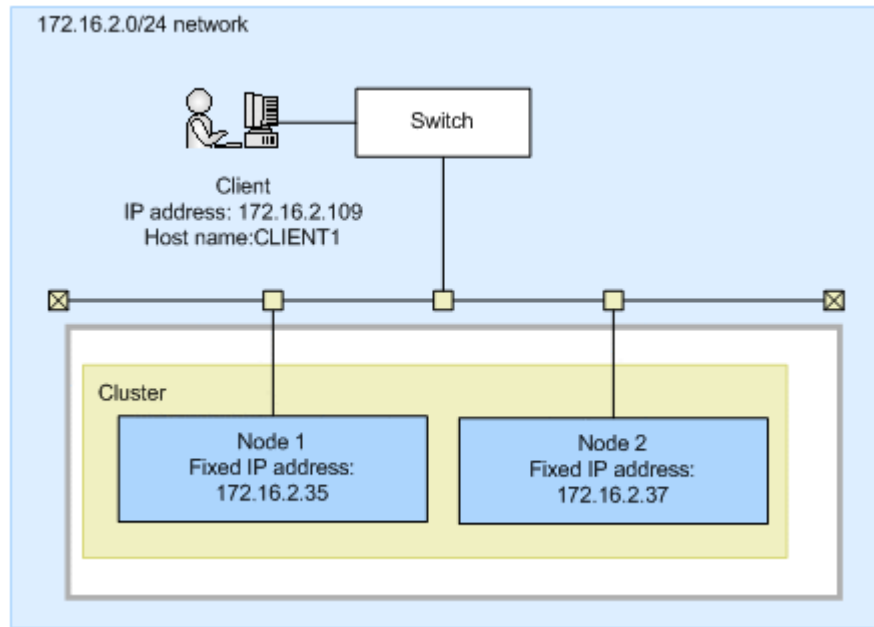 172.16.2.0/24 network
Switch
Client
IP address: 172.16.2.109
Host name:CLIENT1
Cluster
Node 1
Fixed IP address:
172.16.2.35
Node 2
Fixed IP address:
172.16.2.37